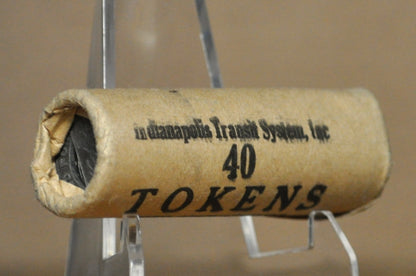 Indianapolis Transit System, Inc
40
TOKENS